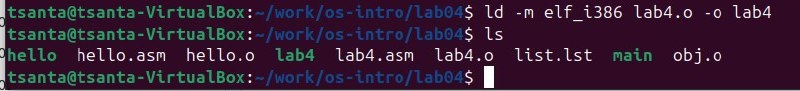 tsanta@tsanta-VirtualBox:~/work/os-intro/lab04$ ld -m elf_i386 lab4.o -o lab4
tsanta@tsanta-VirtualBox:~/work/os-intro/lab04$ ls
hello  hello.asm  hello.o  lab4  lab4.asm  lab4.o  list.lst  main  obj.o
tsanta@tsanta-VirtualBox:~/work/os-intro/lab04$